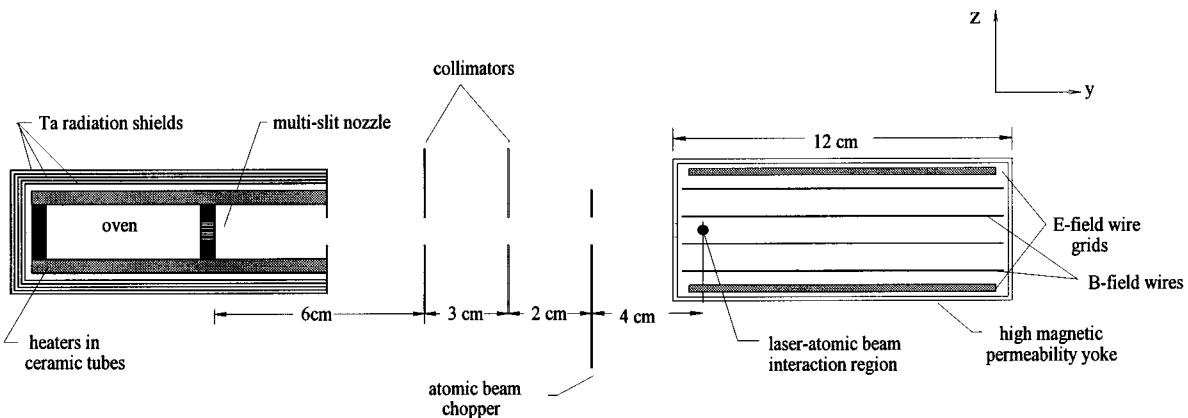 z
y
collimators
Ta radiation shields
multi-slit nozzle
12 cm
oven
E-field wire
grids
B-field wires
6cm
3 cm
2 cm
4 cm
heaters in
ceramic tubes
laser-atomic beam
interaction region
high magnetic
permeability yoke
atomic beam
chopper